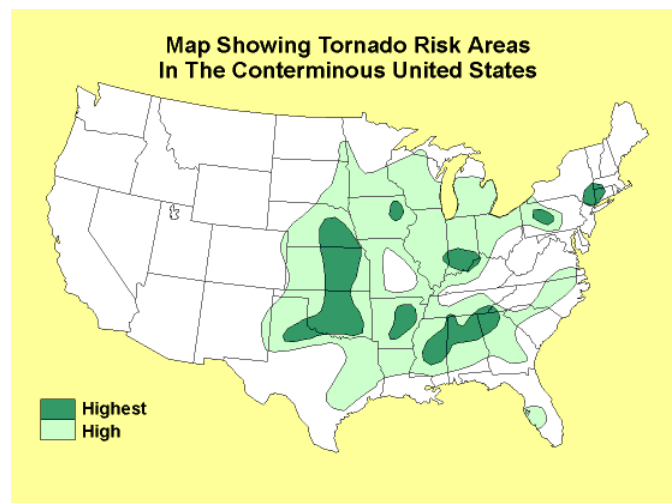 Map Showing Tornado Risk Areas
In The Conterminous United States
Highest
High